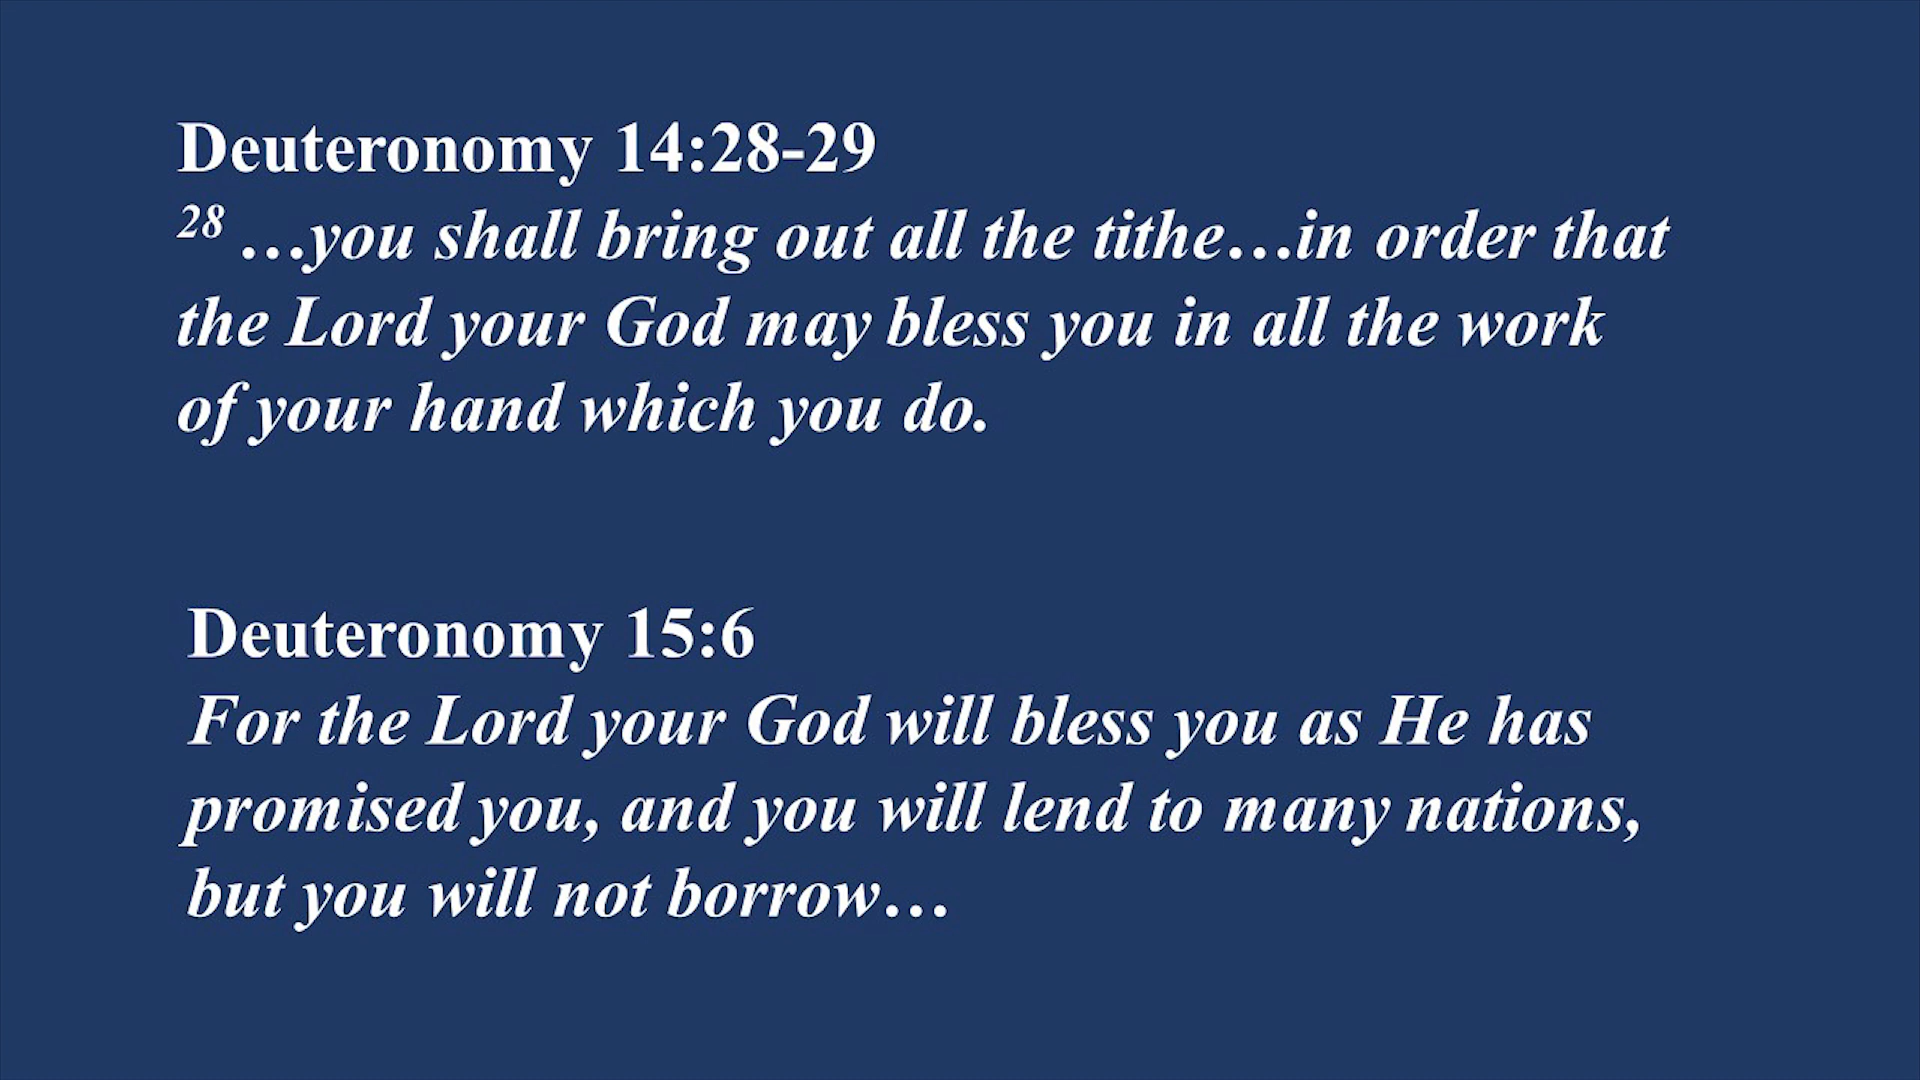 Deuteronomy 14:28-29
28 …you shall bring out all the tithe…in order that
the Lord your God may bless you in all the work
of your hand which you do.
Deuteronomy 15:6
For the Lord your God will bless you as He has
promised you, and you will lend to many nations,
but you will not borrow…